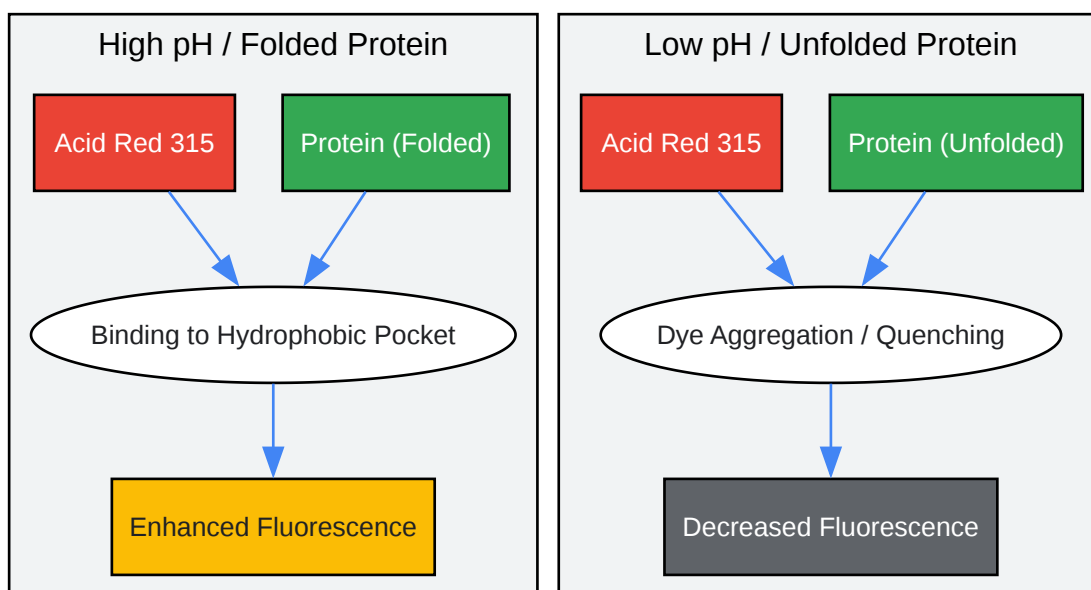 High pH / Folded Protein
Acid Red 315
Protein (Folded)
Binding to Hydrophobic Pocket
Enhanced Fluorescence
Low pH / Unfolded Protein
Acid Red 315
Protein (Unfolded)
Dye Aggregation / Quenching
Decreased Fluorescence